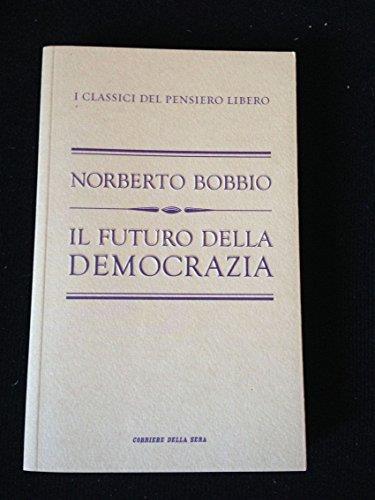 I CLASSICI DEL PENSIERO LIBERO
NORBERTO BOBBIO
IL FUTURO DELLA
DEMOCRAZIA
CORRIERE DELLA SERA